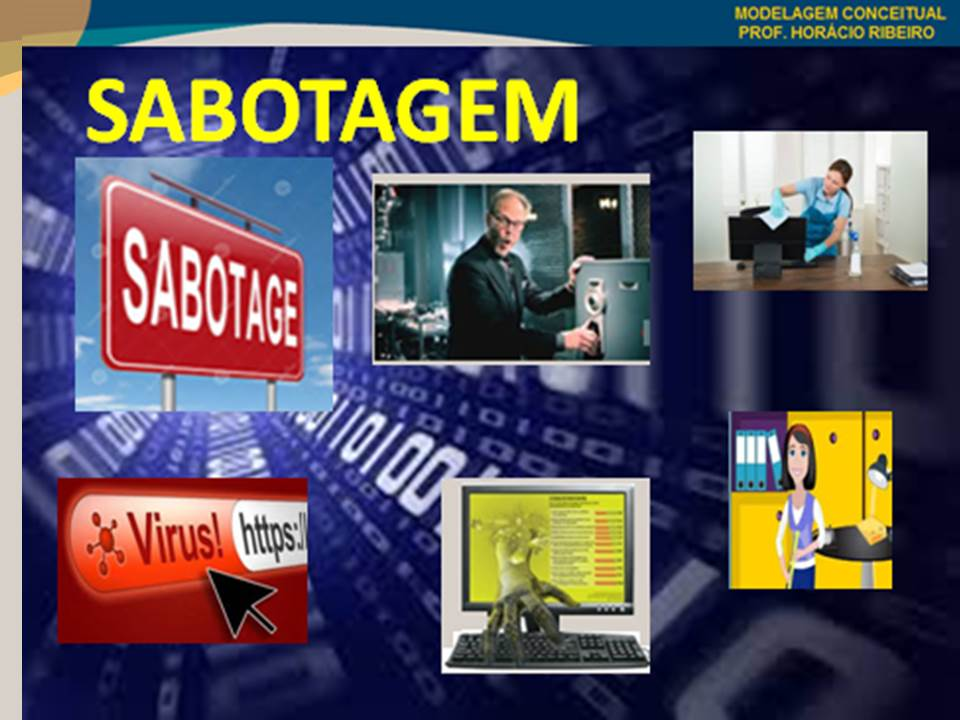 MODELAGEM CONCEITUAL
PROF. HORÁCIO RIBEIRO
SABOTAGEM
SABOTAGE
Virus!
https:/